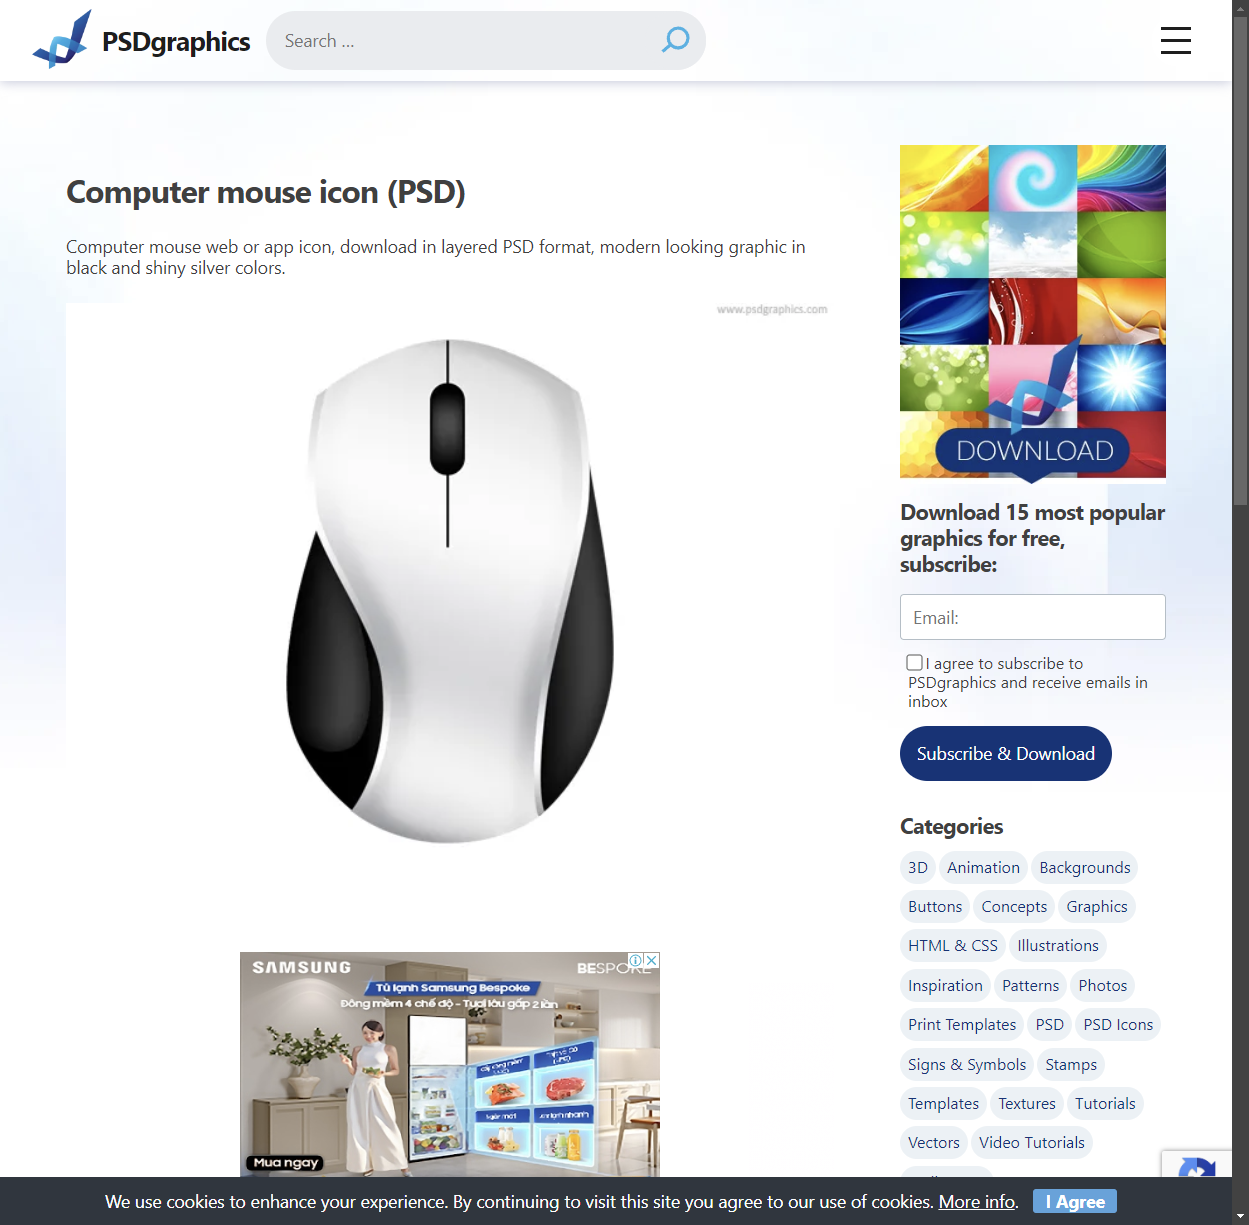 PSDgraphics
Search ...
Computer mouse icon (PSD)
Computer mouse web or app icon, download in layered PSD format, modern looking graphic in
black and shiny silver colors.
www.psdgraphics.com
SAMSUNG
BESPOKE
Tủ lạnh Samsung Bespoke
Đông mềm 4 chế độ - Tươi lâu gấp 2 lần
Mua ngay
DOWNLOAD
Download 15 most popular
graphics for free,
subscribe:
Email:
I agree to subscribe to
PSDgraphics and receive emails in
inbox
Subscribe & Download
Categories
3D Animation Backgrounds
Buttons Concepts Graphics
HTML & CSS Illustrations
Inspiration Patterns Photos
Print Templates PSD PSD Icons
Signs & Symbols Stamps
Templates Textures Tutorials
Vectors Video Tutorials
We use cookies to enhance your experience. By continuing to visit this site you agree to our use of cookies. More info. I Agree